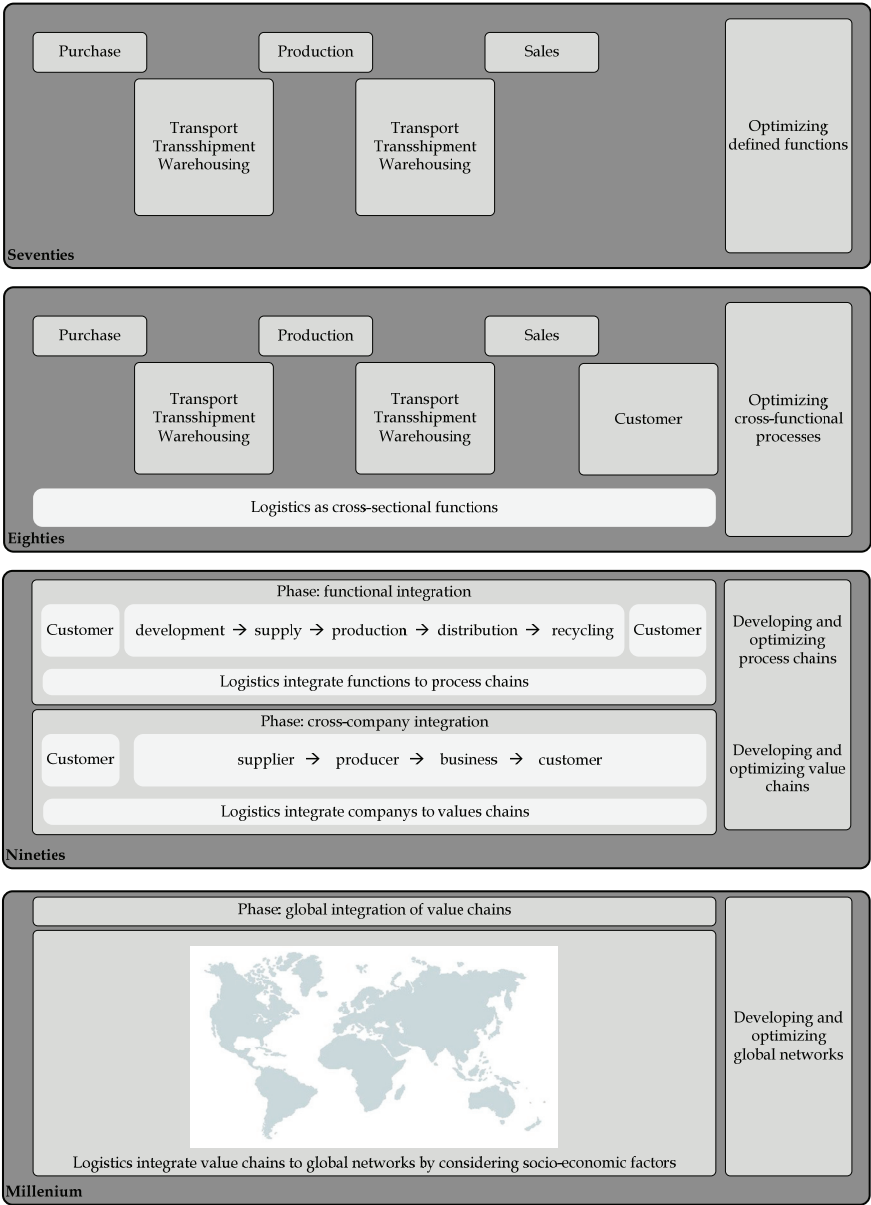 Purchase
Production
Sales
Transport
Transshipment
Warehousing
Transport
Transshipment
Warehousing
Optimizing
defined functions
Seventies
Purchase
Production
Sales
Transport
Transshipment
Warehousing
Transport
Transshipment
Warehousing
Customer
Optimizing
cross-functional
processes
Logistics as cross-sectional functions
Eighties
Phase: functional integration
Customer
development → supply → production → distribution → recycling
Customer
Logistics integrate functions to process chains
Developing and
optimizing
process chains
Phase: cross-company integration
Customer
supplier → producer → business → customer
Logistics integrate companys to values chains
Developing and
optimizing value
chains
Nineties
Phase: global integration of value chains
Logistics integrate value chains to global networks by considering socio-economic factors
Developing and
optimizing
global networks
Millenium